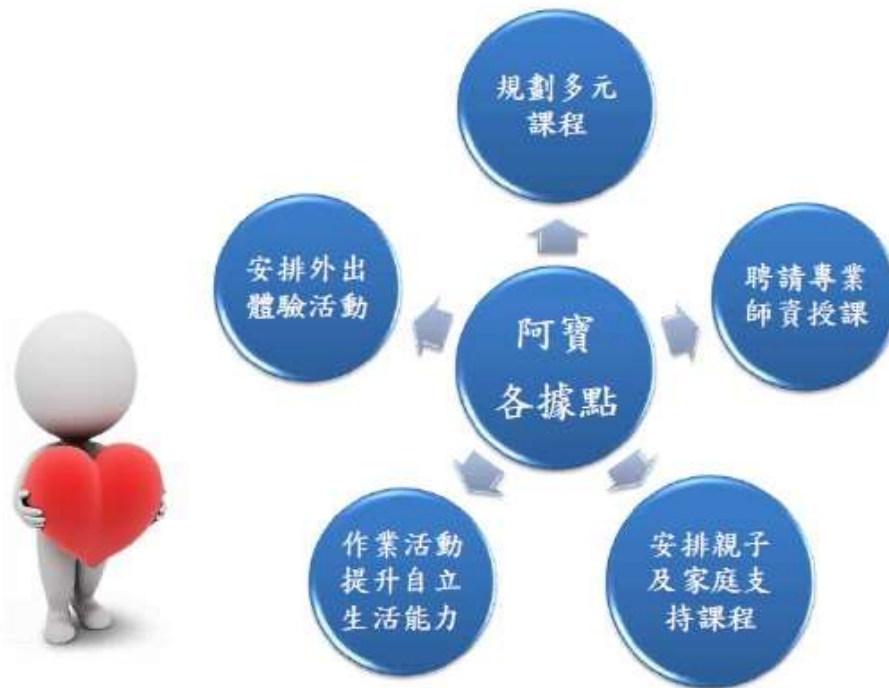 規劃多元
課程
安排外出
體驗活動
聘請專業
師資授課
阿寶
各據點
作業活動
提升自立
生活能力
安排親子
及家庭支
持課程